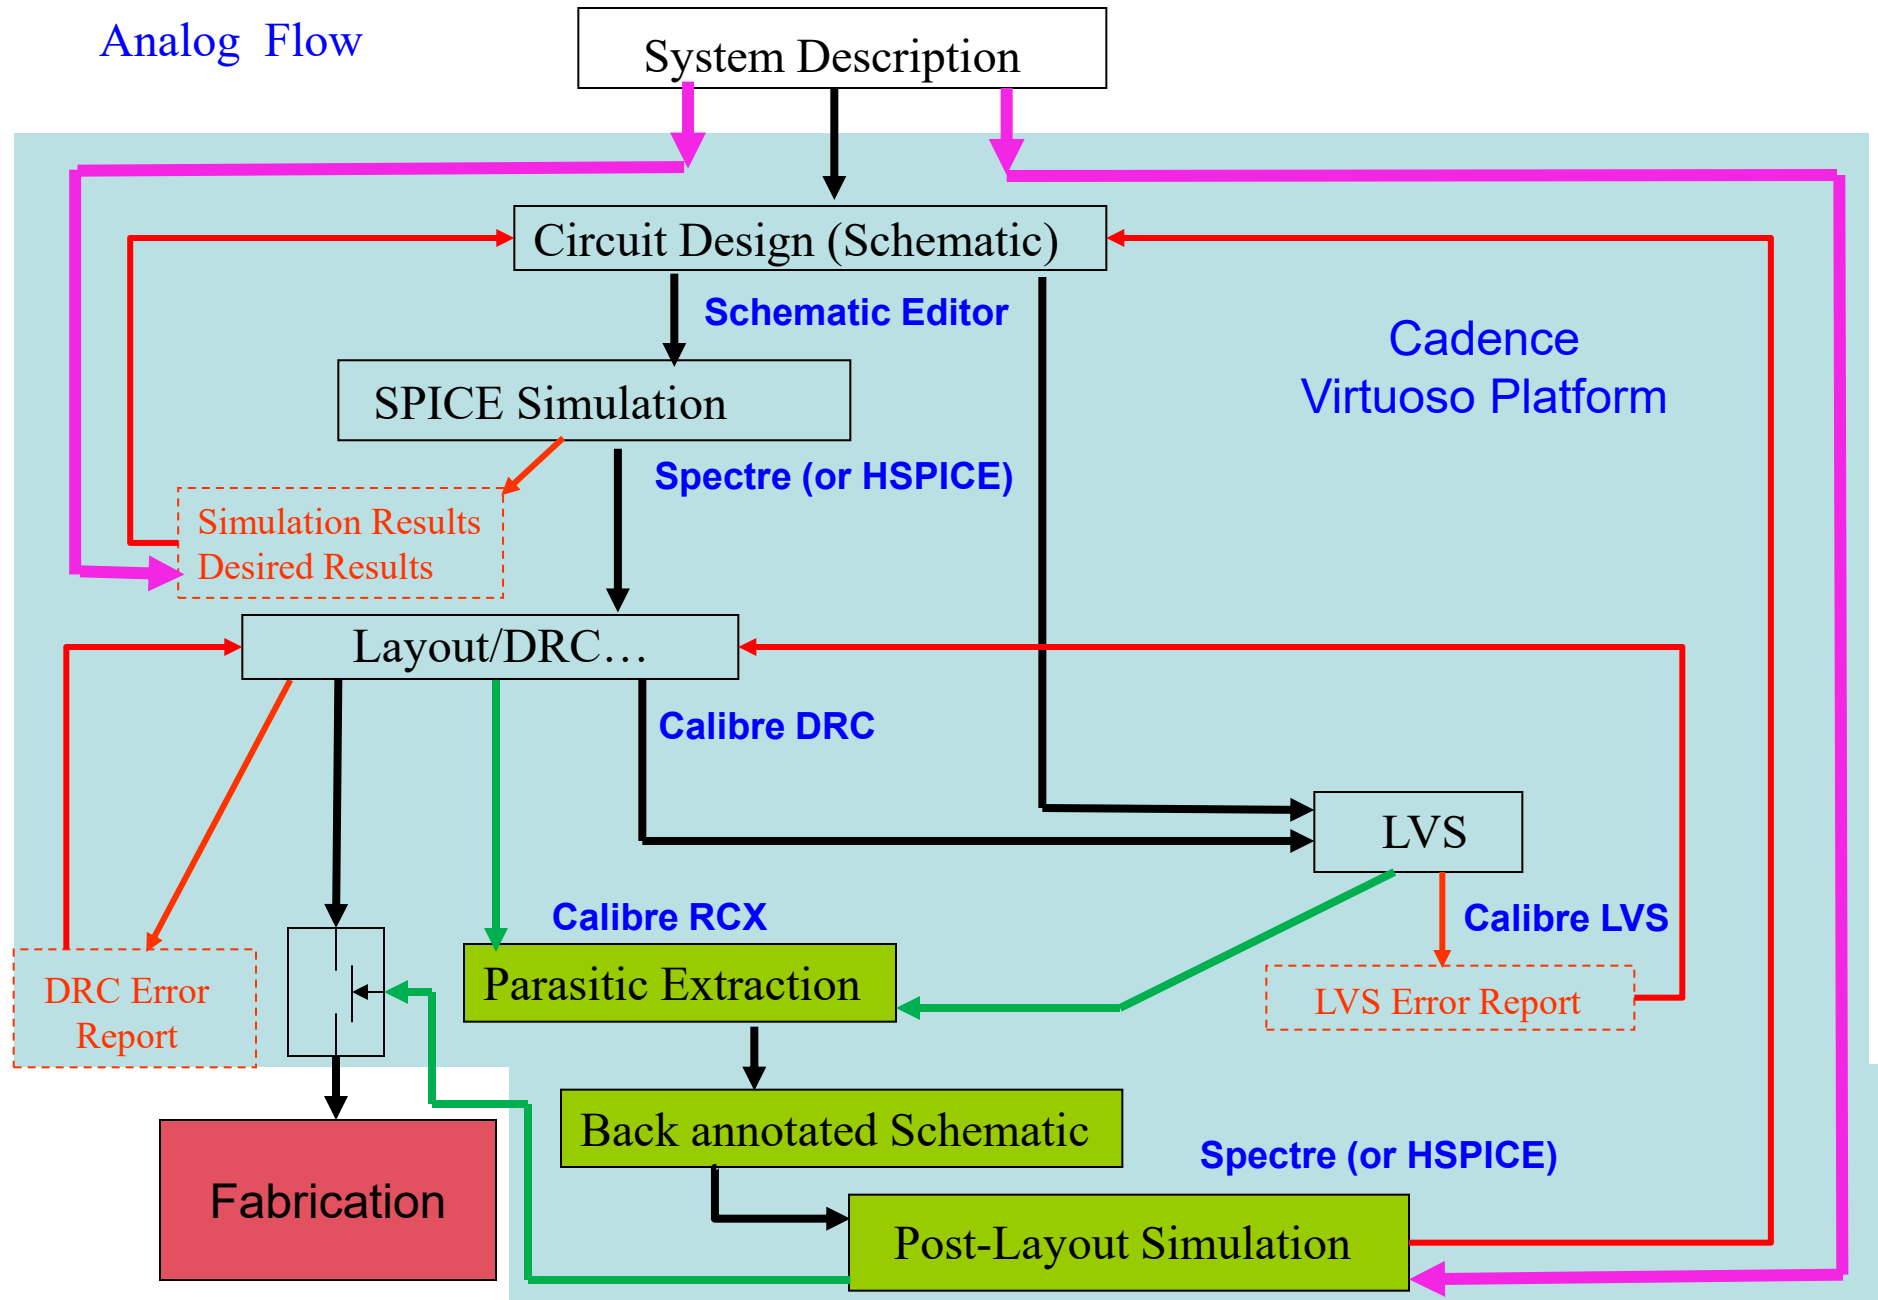 Analog Flow
System Description
Circuit Design (Schematic)
Schematic Editor
Cadence
Virtuoso Platform
SPICE Simulation
Spectre (or HSPICE)
Simulation Results
Desired Results
Layout/DRC…
Calibre DRC
LVS
Calibre RCX
Calibre LVS
Parasitic Extraction
DRC Error
Report
LVS Error Report
Back annotated Schematic
Spectre (or HSPICE)
Fabrication
Post-Layout Simulation